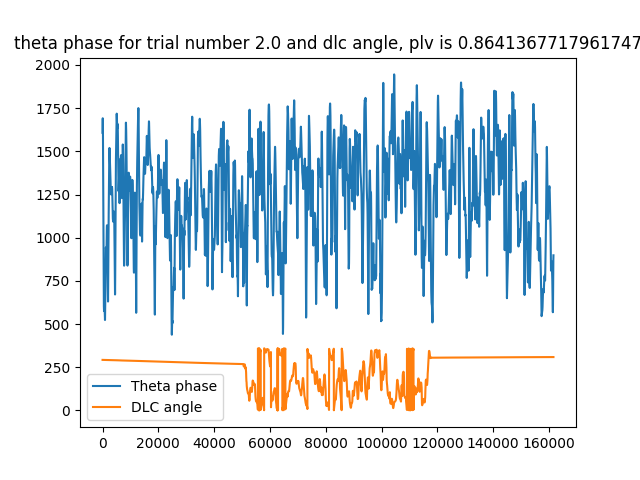 theta phase for trial number 2.0 and dlc angle, plv is 0.8641367717961747
2000
1750
1500
1250
1000
750
500
250
0
Theta phase
DLC angle
0 20000 40000 60000 80000 100000 120000 140000 160000